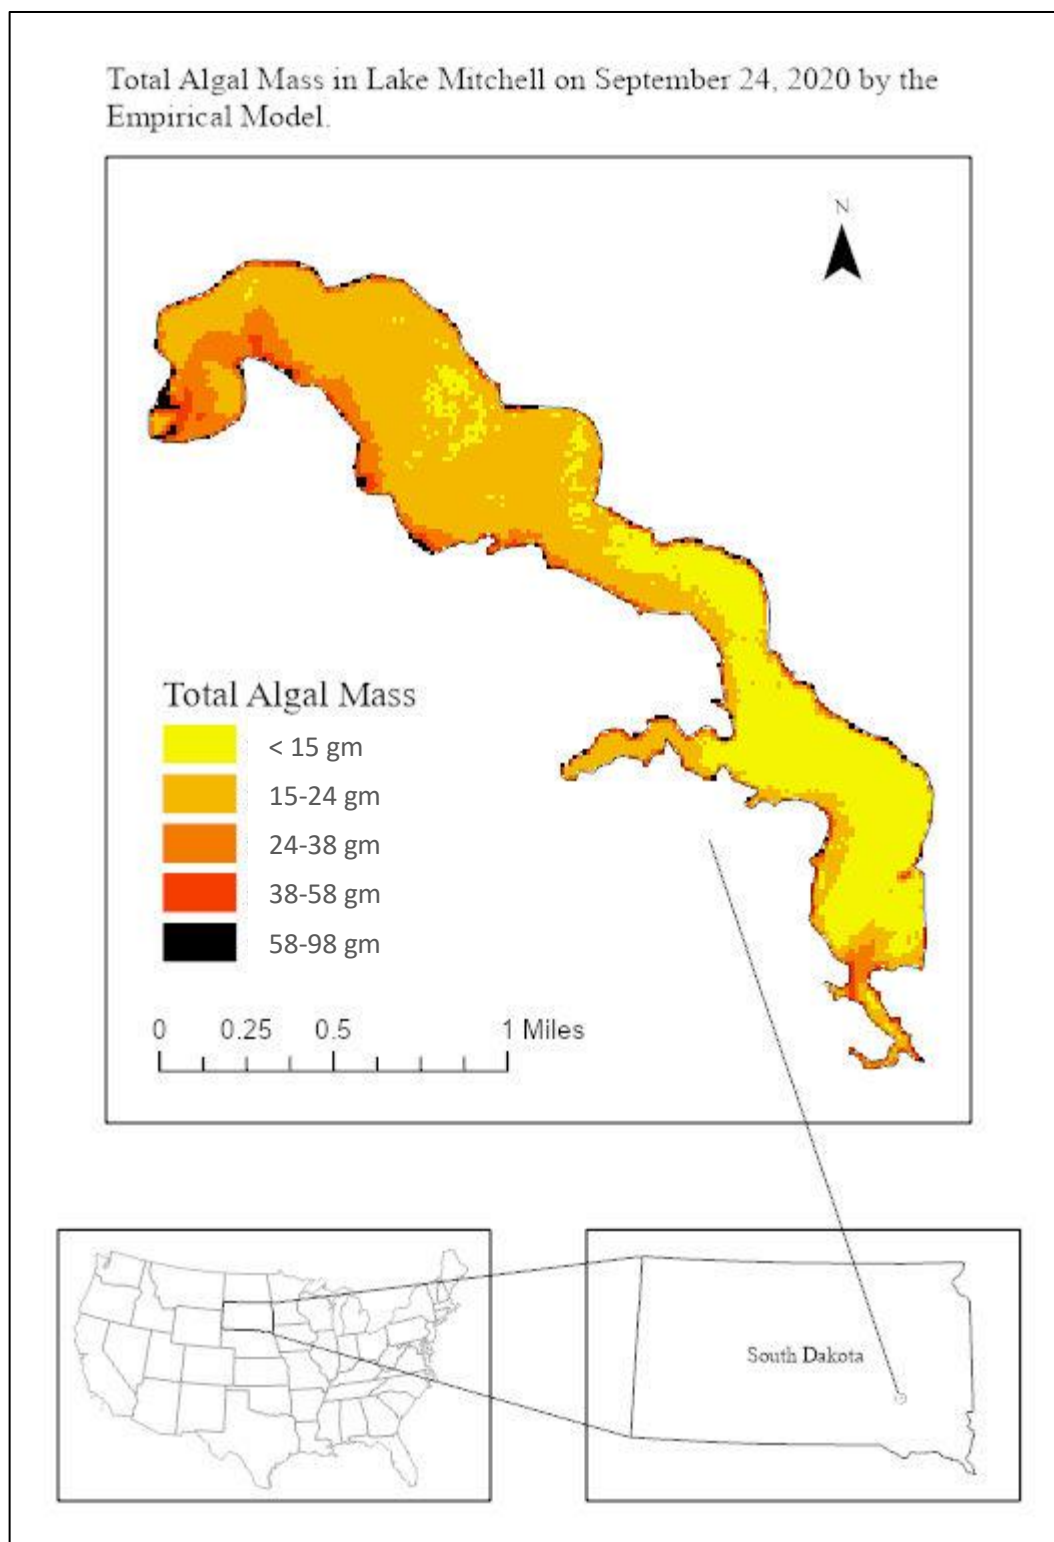 Total Algal Mass in Lake Mitchell on September 24, 2020 by the
Empirical Model.
N
Total Algal Mass
< 15 gm
15-24 gm
24-38 gm
38-58 gm
58-98 gm
0 0.25 0.5 1 Miles
South Dakota